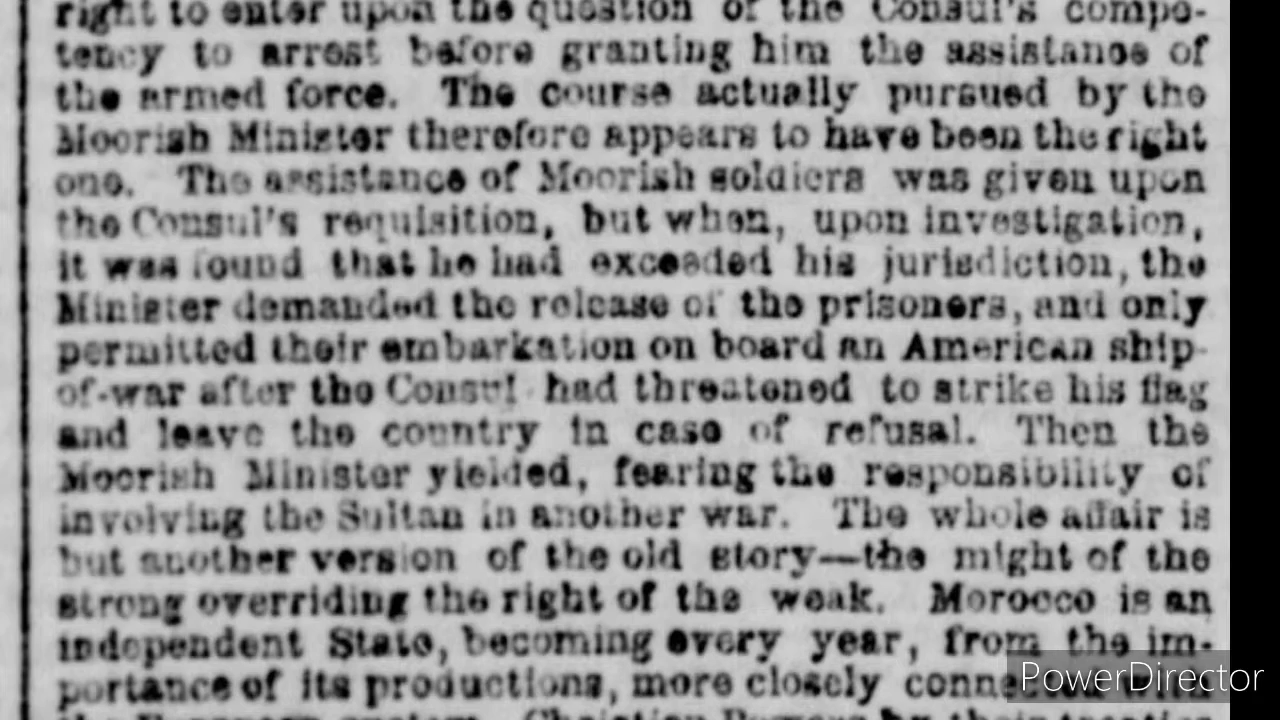 right to enter upon the question of the Consul's compe-
tency to arrest before granting him the assistance of
the armed force. The course actually pursued by the
Moorish Minister therefore appears to have been the right
one. The assistance of Moorish soldiers was given upon
the Consul's requisition, but when, upon investigation,
it was found that he had exceeded his jurisdiction, the
Minister demanded the release of the prisoners, and only
permitted their embarkation on board an American ship-
of-war after the Consul had threatened to strike his flag
and leave the country in case of refusal. Then the
Moorish Minister yielded, fearing the responsibility of
involving the Sultan in another war. The whole affair is
but another version of the old story—the might of the
strong overriding the right of the weak. Morocco is an
independent State, becoming every year, from the im-
portance of its productions, more closely
PowerDirector